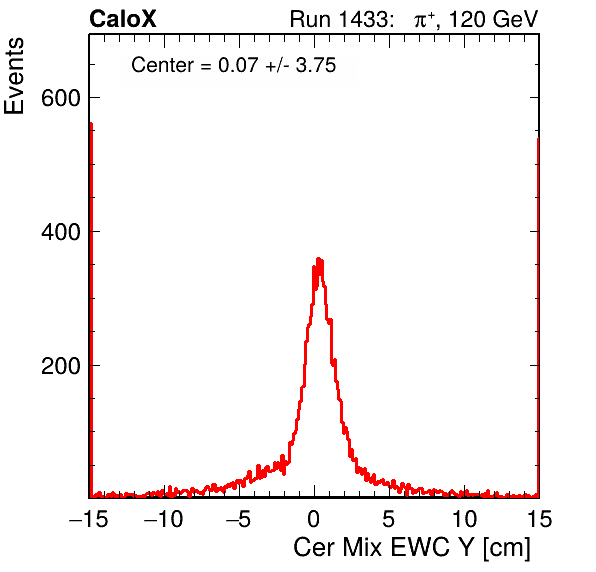 CaloX Run 1433: π⁺, 120 GeV
Center = 0.07 +/- 3.75
Events
600
400
200
−15 −10 −5 0 5 10 15
Cer Mix EWC Y [cm]